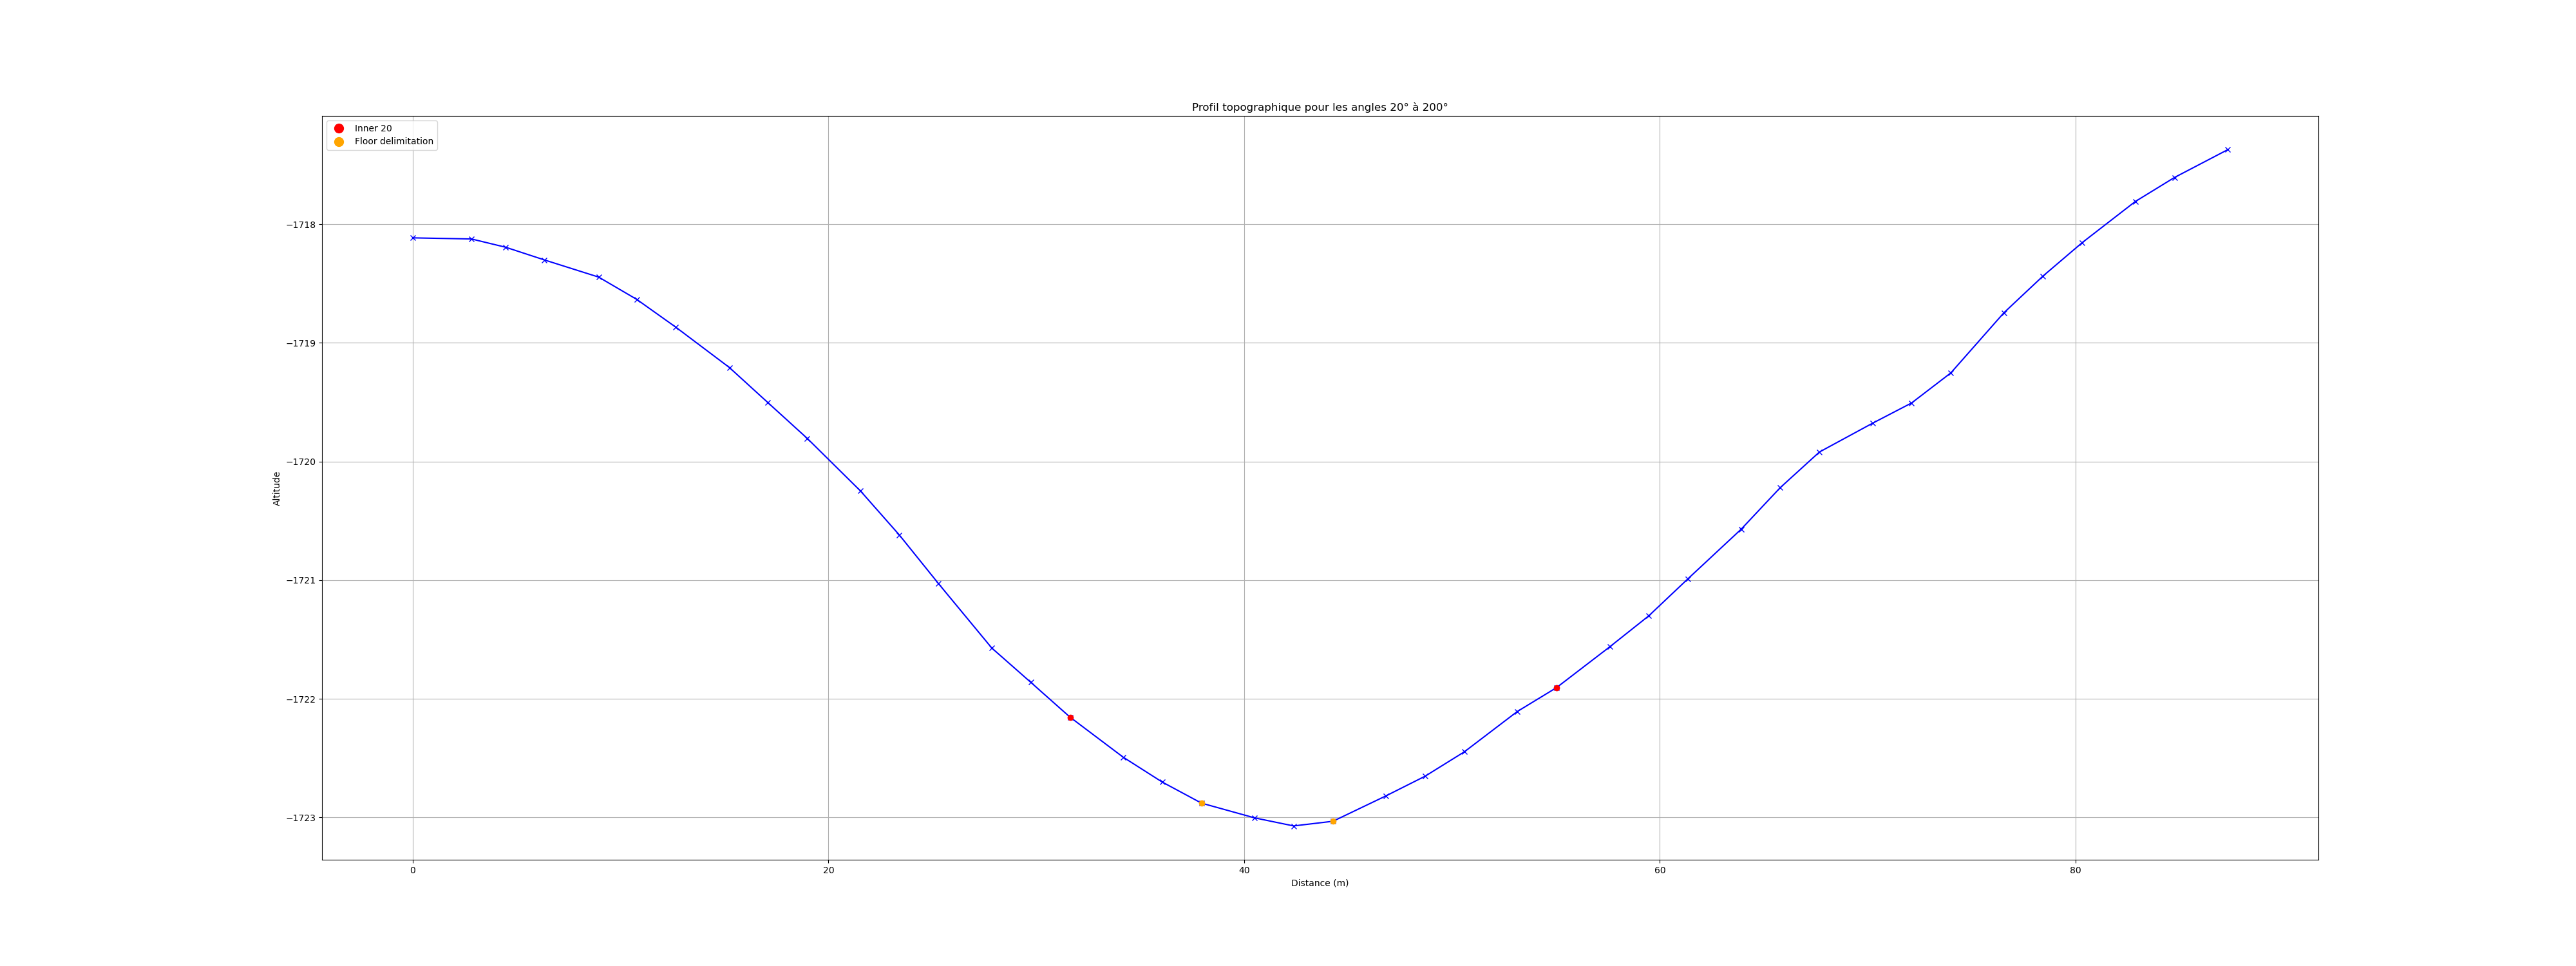 Profil topographique pour les angles 20° à 200°
Inner 20
Floor delimitation
−1718
−1719
−1720
−1721
−1722
−1723
Altitude
0
20
40
60
80
Distance (m)